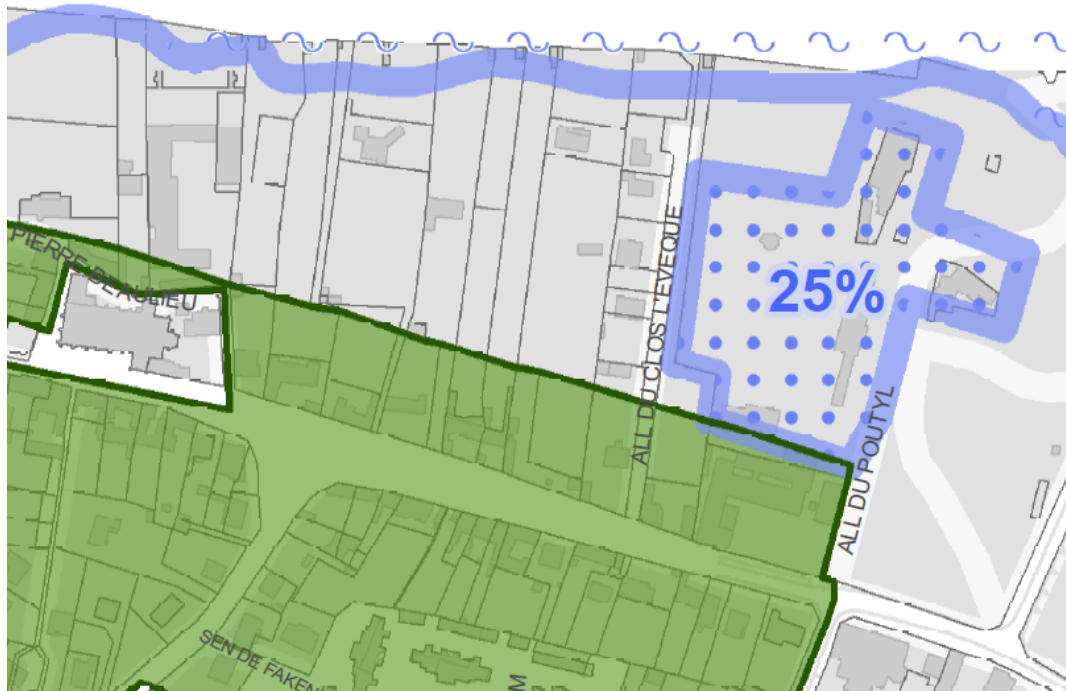 PIERRE BEAULIEU
ALL DU CLOS L'EVEQUE
25%
ALL DU POUTYL
SEN DE FAKEN
M